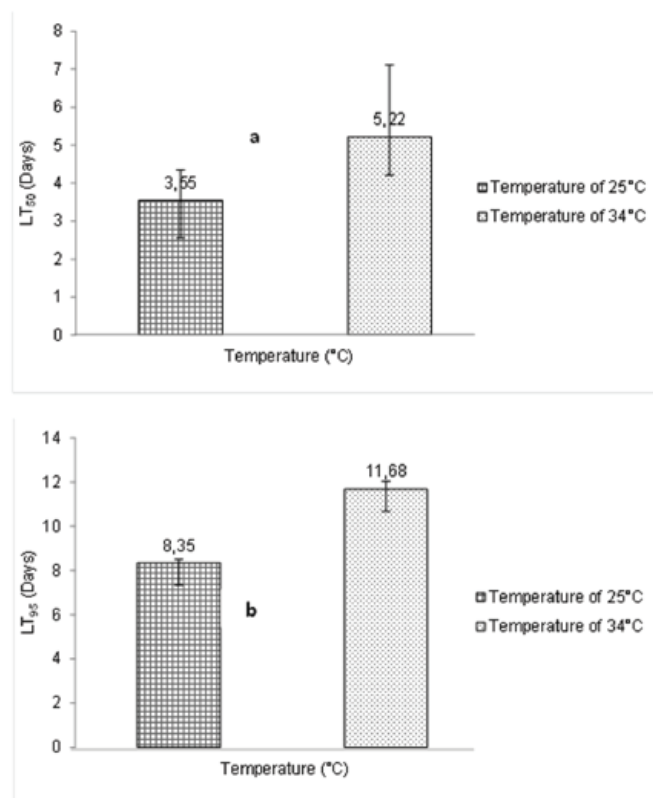 8
7
6
5
4
3
2
1
0
LT50 (Days)
3,55
a
5,22
Temperature of 25°C
Temperature of 34°C
Temperature (°C)
14
12
10
8
6
4
2
0
LT95 (Days)
8,35
b
11,68
Temperature of 25°C
Temperature of 34°C
Temperature (°C)